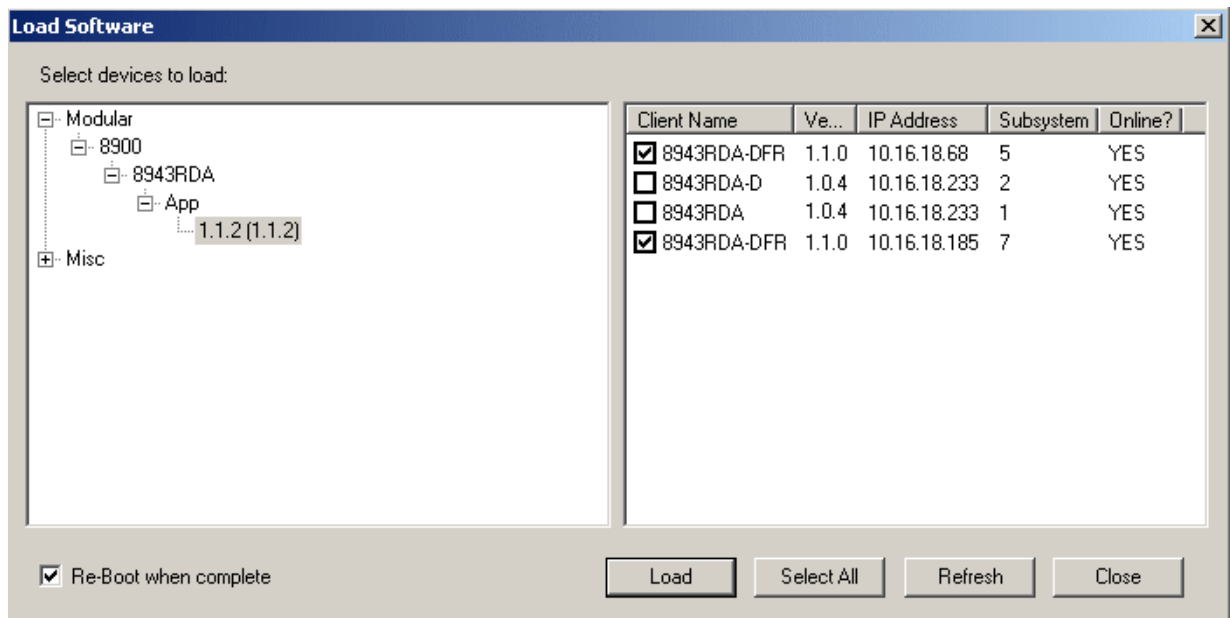 Load Software
Select devices to load:
Modular
8900
8943RDA
App
1.1.2 (1.1.2)
Misc
Client Name Ve... IP Address Subsystem Online?
8943RDA-DFR 1.1.0 10.16.18.68 5 YES
8943RDA-D 1.0.4 10.16.18.233 2 YES
8943RDA 1.0.4 10.16.18.233 1 YES
8943RDA-DFR 1.1.0 10.16.18.185 7 YES
Re-Boot when complete
Load Select All Refresh Close